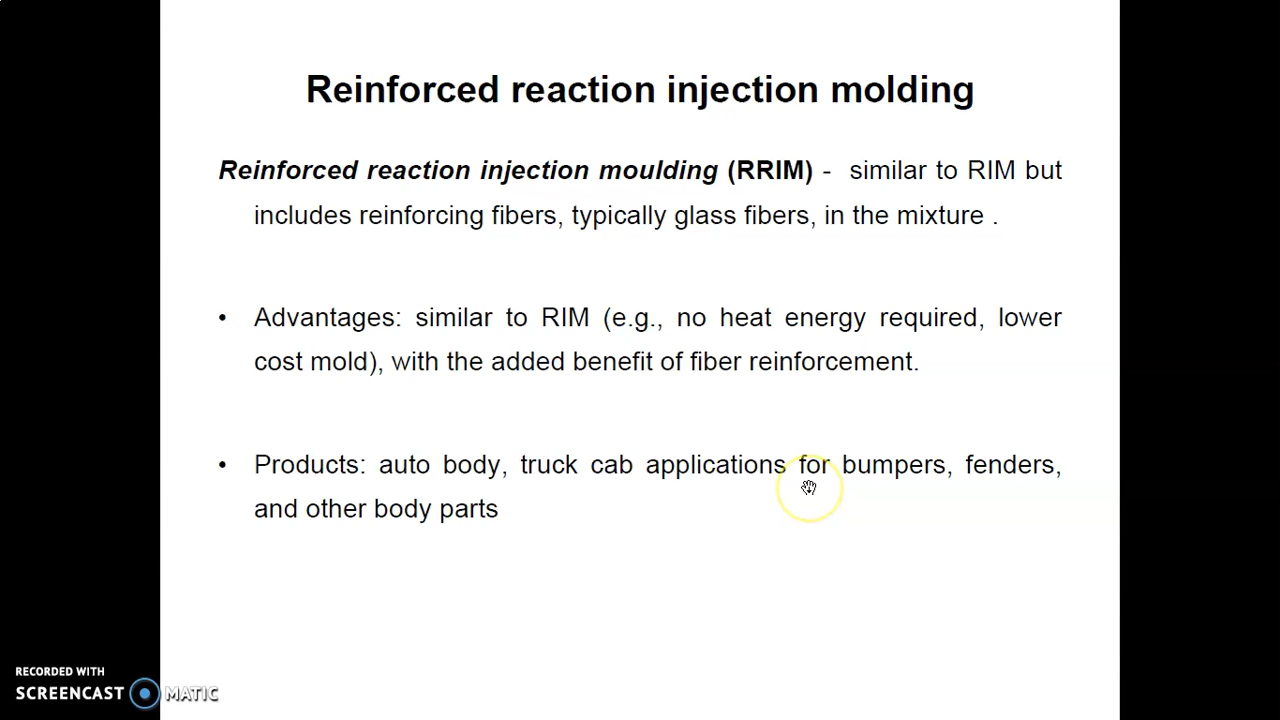 Reinforced reaction injection molding
Reinforced reaction injection moulding (RRIM) - similar to RIM but
includes reinforcing fibers, typically glass fibers, in the mixture .
• Advantages: similar to RIM (e.g., no heat energy required, lower
cost mold), with the added benefit of fiber reinforcement.
• Products: auto body, truck cab applications for bumpers, fenders,
and other body parts
RECORDED WITH
SCREENCAST MATIC